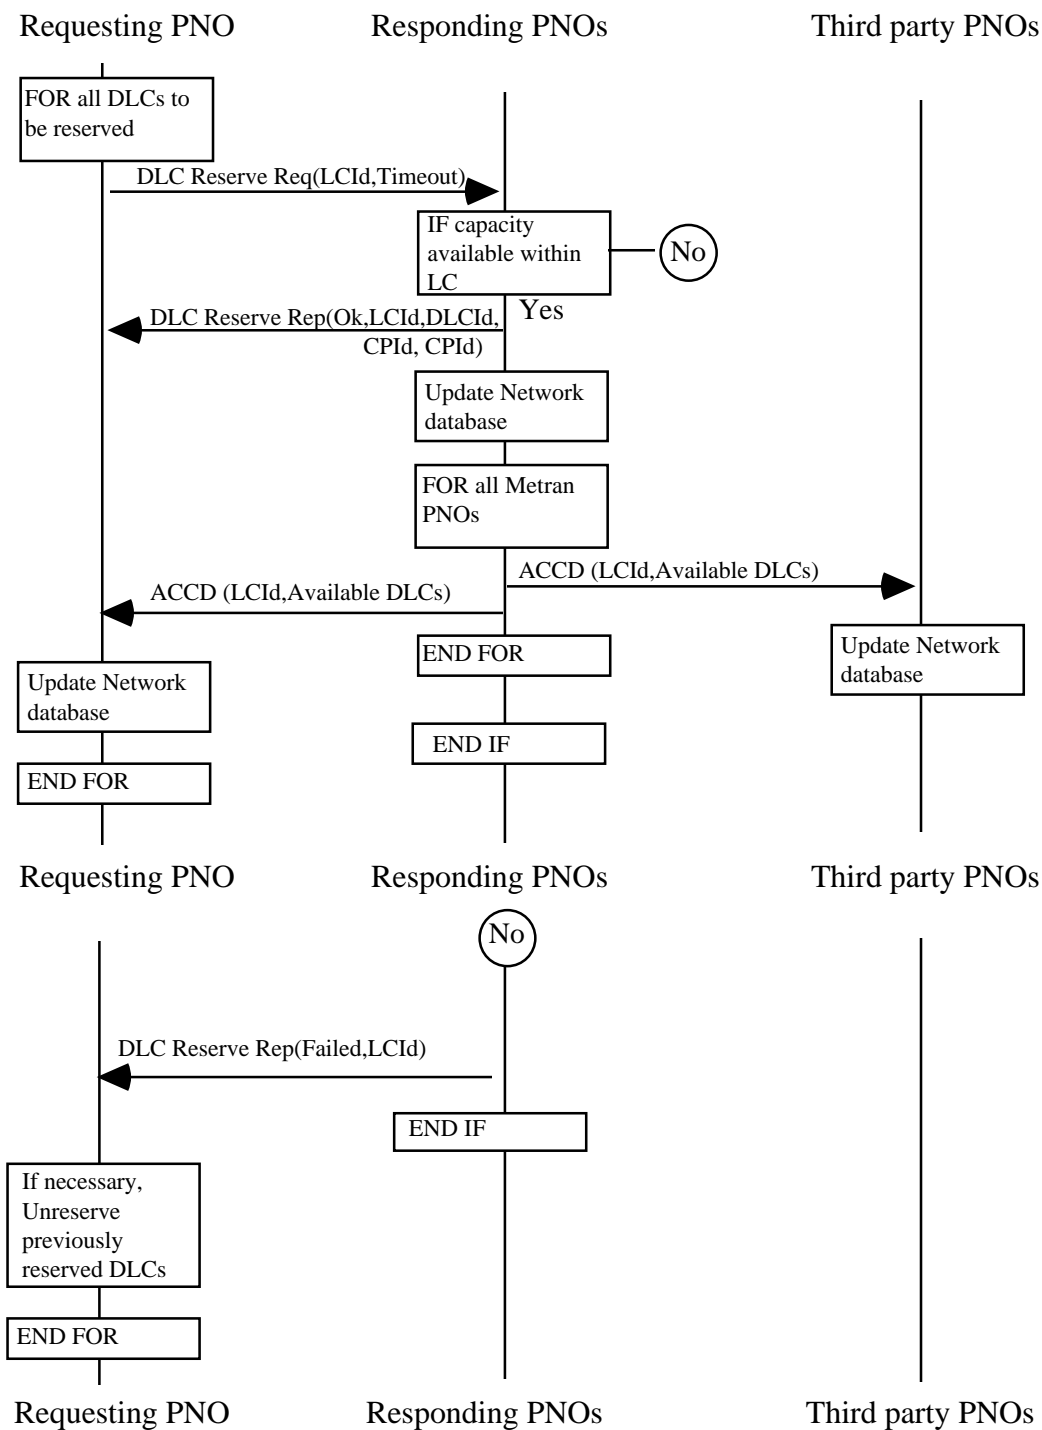 Requesting PNO
Responding PNOs
Third party PNOs
FOR all DLCs to
be reserved
DLC Reserve Req(LCId,Timeout)
IF capacity
available within
LC
No
Yes
DLC Reserve Rep(Ok,LCId,DLCId,
CPId, CPId)
Update Network
database
FOR all Metran
PNOs
ACCD (LCId,Available DLCs)
ACCD (LCId,Available DLCs)
END FOR
Update Network
database
Update Network
database
END IF
END FOR
Requesting PNO
Responding PNOs
Third party PNOs
No
DLC Reserve Rep(Failed,LCId)
END IF
If necessary,
Unreserve
previously
reserved DLCs
END FOR
Requesting PNO
Responding PNOs
Third party PNOs